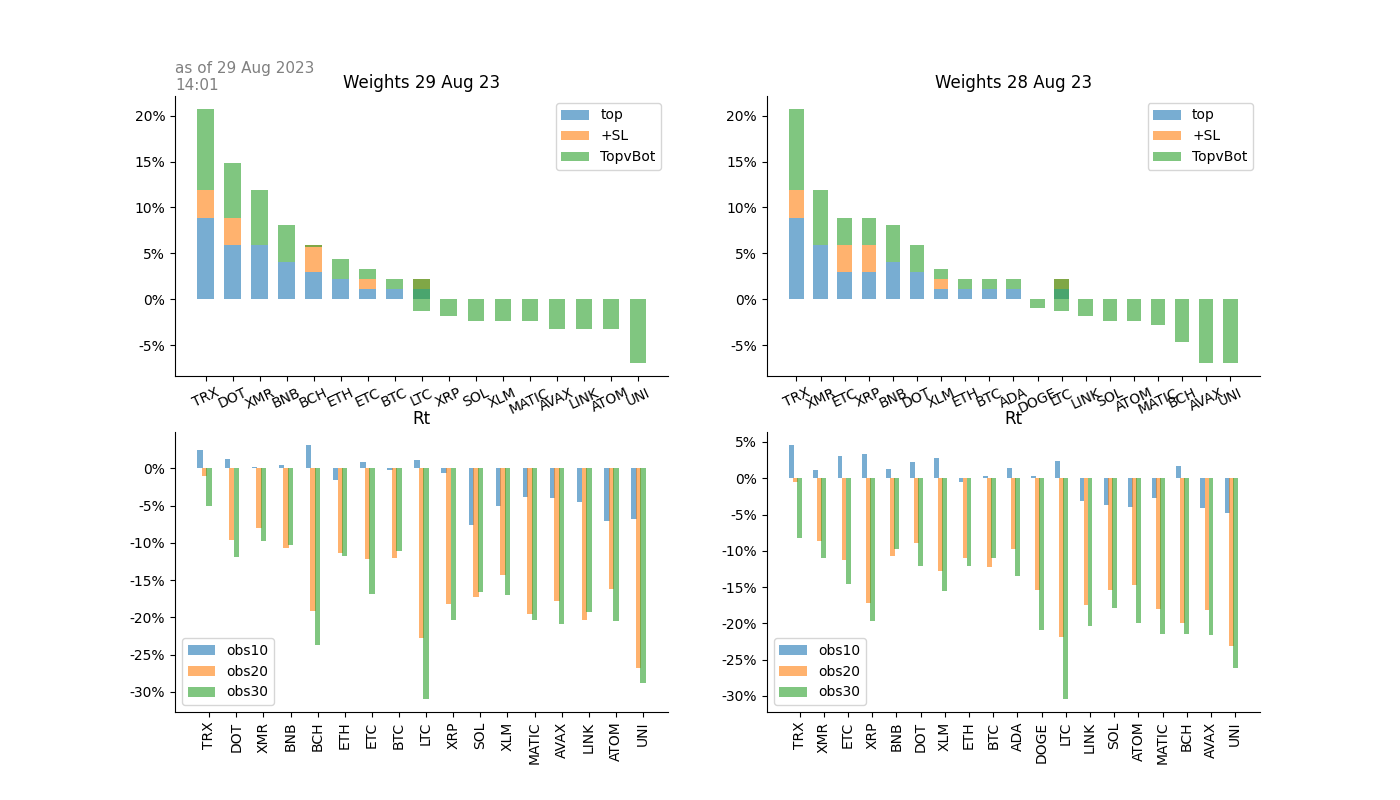 as of 29 Aug 2023
14:01
Weights 29 Aug 23
20%
15%
10%
5%
0%
-5%
top
+SL
TopvBot
TRX DOT XMR BNB BCH ETH ETC BTC LTC XRP SOL XLM MATIC AVAX LINK ATOM UNI
Weights 28 Aug 23
20%
15%
10%
5%
0%
-5%
top
+SL
TopvBot
TRX XMR ETC XRP BNB DOT XLM ETH BTC ADA DOGE LTC LINK SOL ATOM MATIC BCH AVAX UNI
Rt
0%
-5%
-10%
-15%
-20%
-25%
-30%
obs10
obs20
obs30
TRX DOT XMR BNB BCH ETH ETC BTC LTC XRP SOL XLM MATIC AVAX LINK ATOM UNI
Rt
5%
0%
-5%
-10%
-15%
-20%
-25%
-30%
obs10
obs20
obs30
TRX XMR ETC XRP BNB DOT XLM ETH BTC ADA DOGE LTC LINK SOL ATOM MATIC BCH AVAX UNI